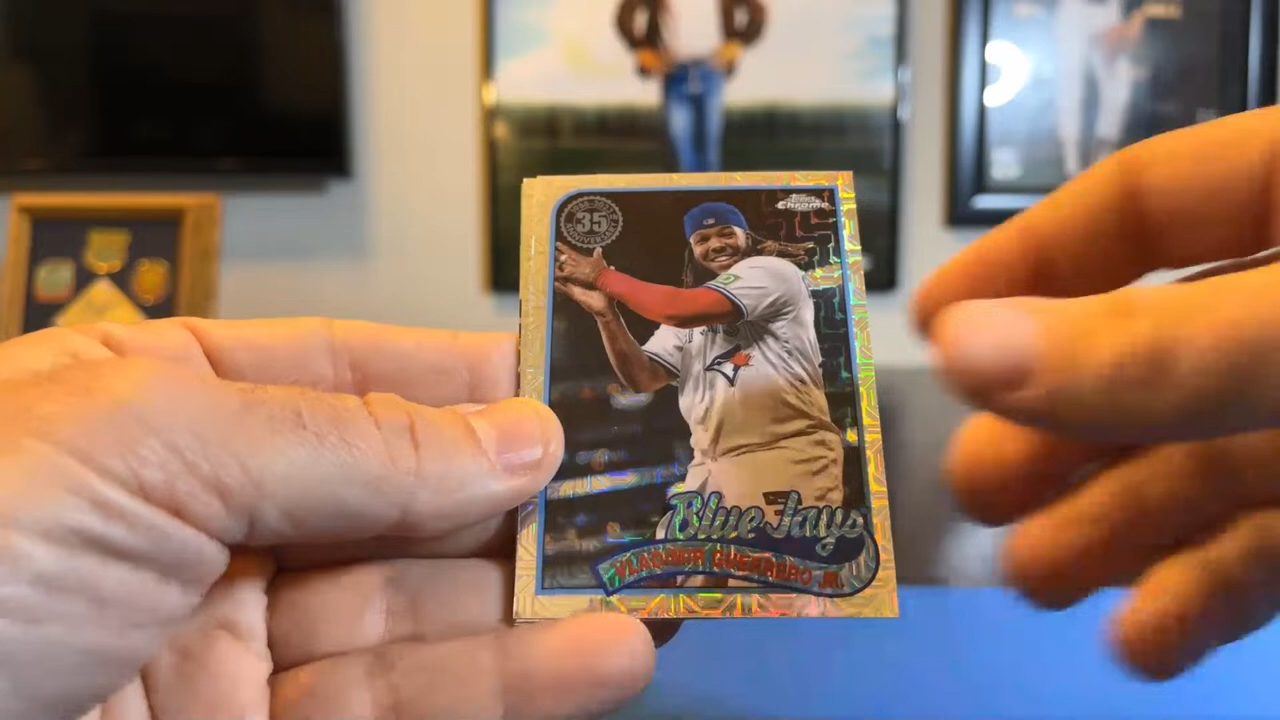 35
ANNIVERSARY
Topps
Chrome
Blue Jays
VLADIMIR GUERRERO JR.